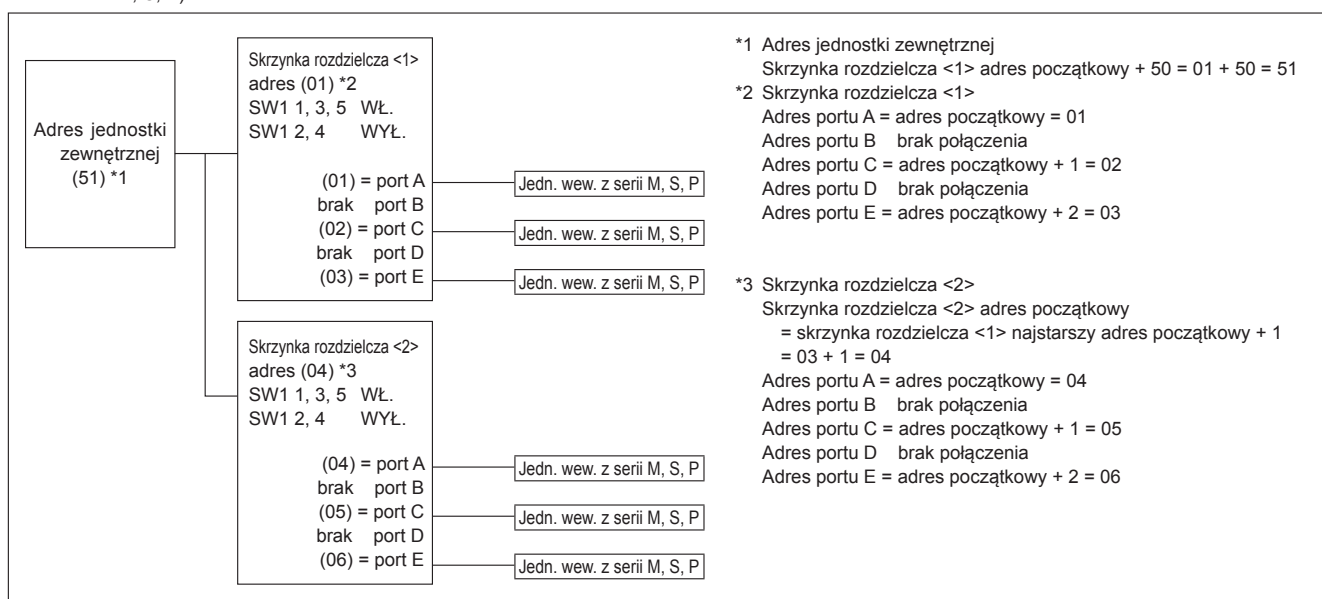 Adres jednostki
zewnętrznej
(51) *1
Skrzynka rozdzielcza <1>
adres (01) *2
SW1 1, 3, 5 WŁ.
SW1 2, 4 WYŁ.
(01) = port A
brak port B
(02) = port C
brak port D
(03) = port E
Jedn. wew. z serii M, S, P
Jedn. wew. z serii M, S, P
Jedn. wew. z serii M, S, P
Skrzynka rozdzielcza <2>
adres (04) *3
SW1 1, 3, 5 WŁ.
SW1 2, 4 WYŁ.
(04) = port A
brak port B
(05) = port C
brak port D
(06) = port E
Jedn. wew. z serii M, S, P
Jedn. wew. z serii M, S, P
Jedn. wew. z serii M, S, P
*1 Adres jednostki zewnętrznej
Skrzynka rozdzielcza <1> adres początkowy + 50 = 01 + 50 = 51
*2 Skrzynka rozdzielcza <1>
Adres portu A = adres początkowy = 01
Adres portu B brak połączenia
Adres portu C = adres początkowy + 1 = 02
Adres portu D brak połączenia
Adres portu E = adres początkowy + 2 = 03
*3 Skrzynka rozdzielcza <2>
Skrzynka rozdzielcza <2> adres początkowy
= skrzynka rozdzielcza <1> najstarszy adres początkowy + 1
= 03 + 1 = 04
Adres portu A = adres początkowy = 04
Adres portu B brak połączenia
Adres portu C = adres początkowy + 1 = 05
Adres portu D brak połączenia
Adres portu E = adres początkowy + 2 = 06